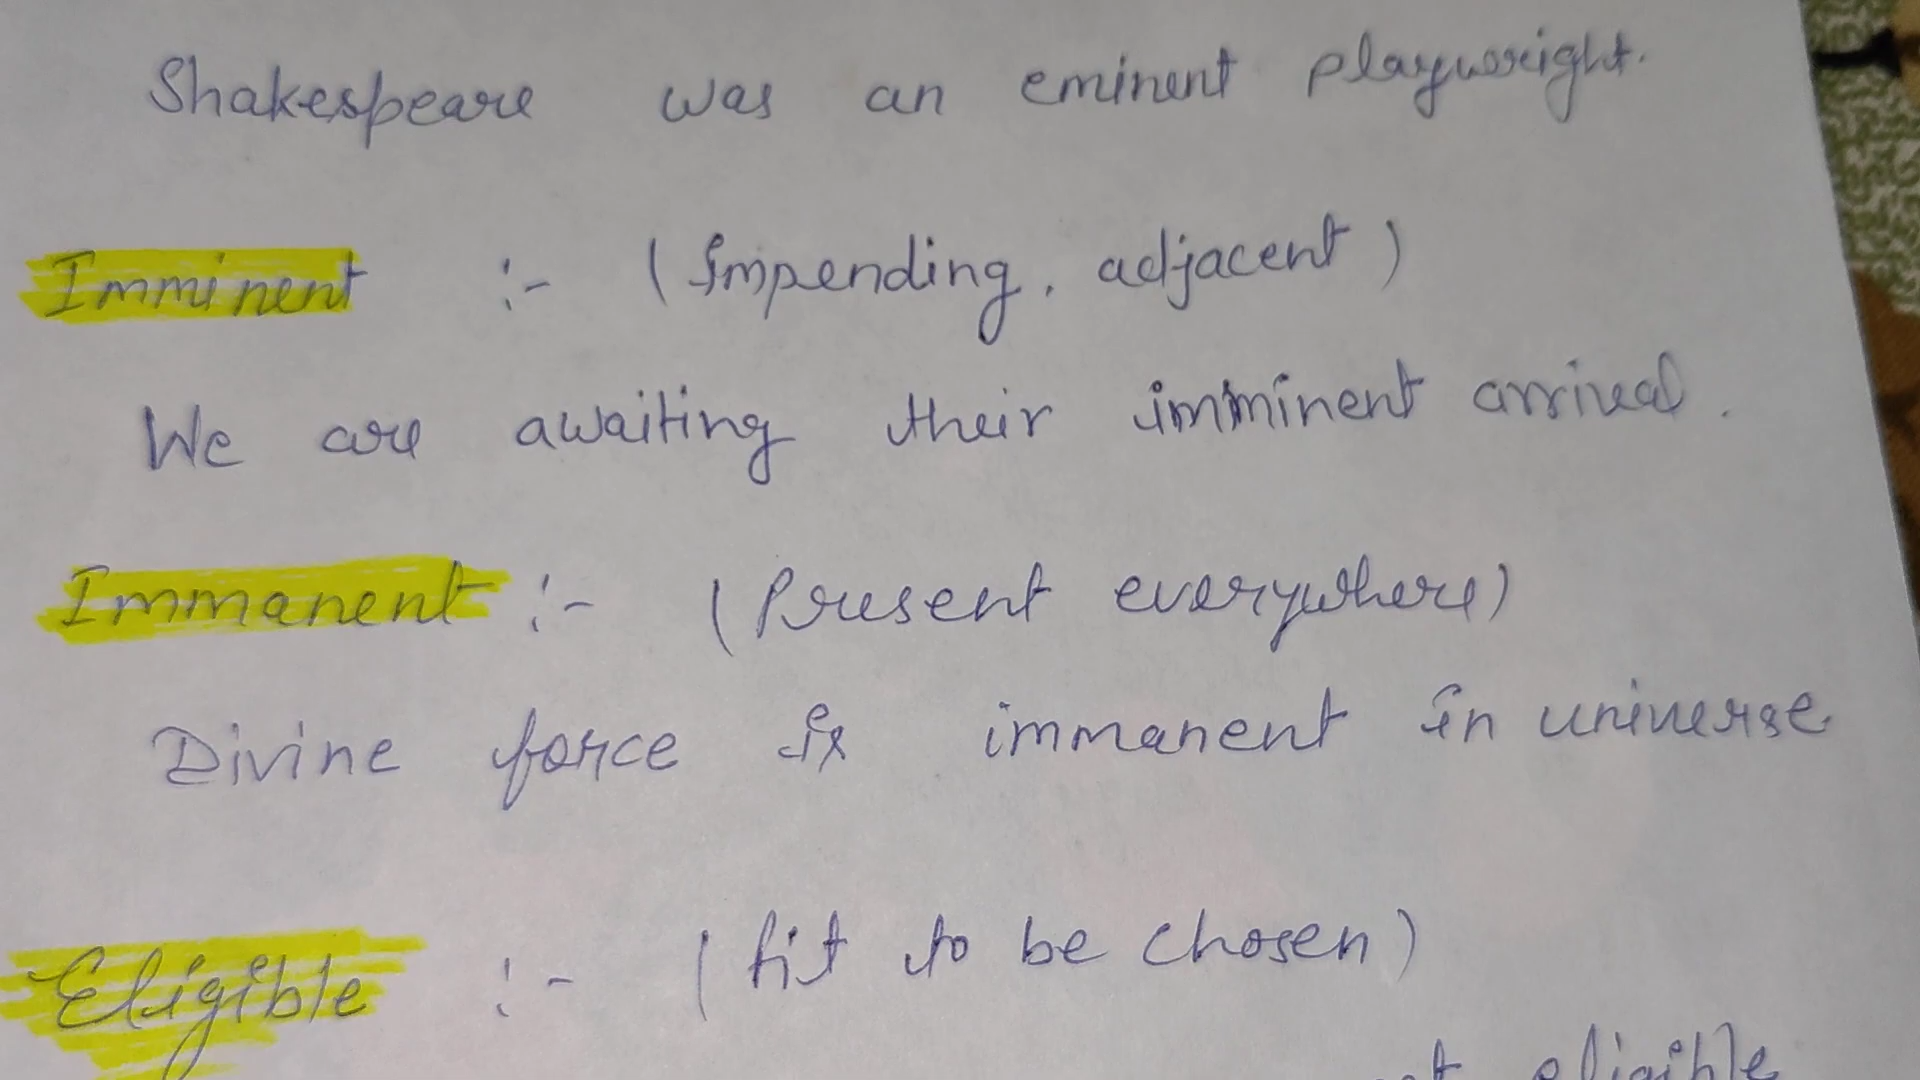 Shakespeare was an eminent playwright.
Imminent :- (Impending, adjacent)
We are awaiting their imminent arrival.
Immanent :- (Present everywhere)
Divine force is immanent in universe
Eligible :- (fit to be chosen)
eligible